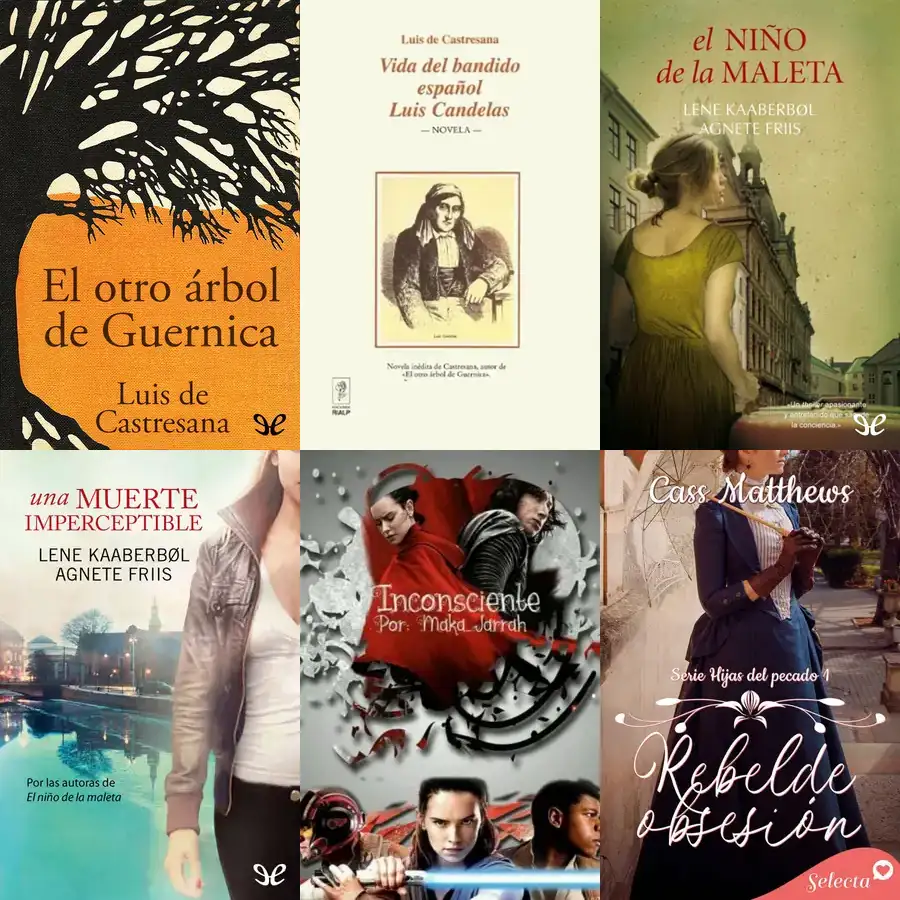 El otro árbol
de Guernica
Luis de
Castresana
Luis de Castresana
Vida del bandido
español
Luis Candelas
— NOVELA —
Novela inédita de Castresana, autor de
«El otro árbol de Guernica».
RIALP
el NIÑO
de la MALETA
LENE KAABERBØL
AGNETE FRIIS
«Un thriller apasionante
y entretenido que
la conciencia.»
una MUERTE
IMPERCEPTIBLE
LENE KAABERBØL
AGNETE FRIIS
Por las autoras de
El niño de la maleta
Inconsciente
Por: Maka_Jarrah
Cass Matthews
Serie Hijas del pecado 1
Rebelde
obsesión
Selecta